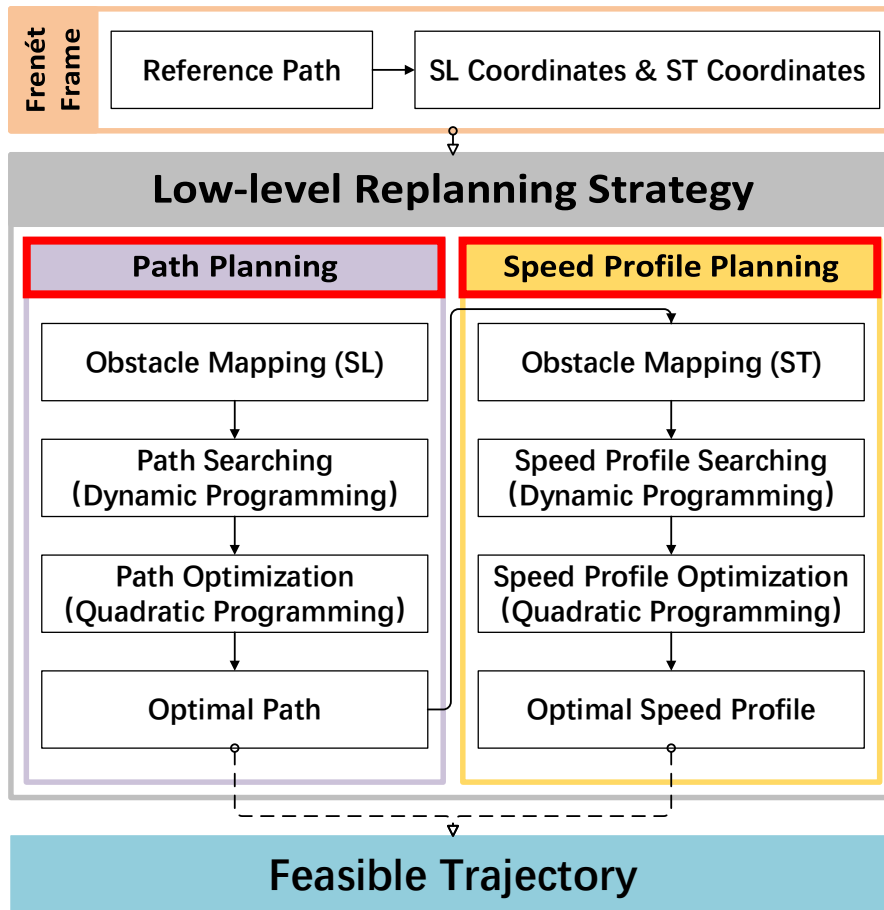 Frenét
Frame
Reference Path
SL Coordinates & ST Coordinates
Low-level Replanning Strategy
Path Planning
Obstacle Mapping (SL)
Path Searching
(Dynamic Programming)
Path Optimization
(Quadratic Programming)
Optimal Path
Speed Profile Planning
Obstacle Mapping (ST)
Speed Profile Searching
(Dynamic Programming)
Speed Profile Optimization
(Quadratic Programming)
Optimal Speed Profile
Feasible Trajectory